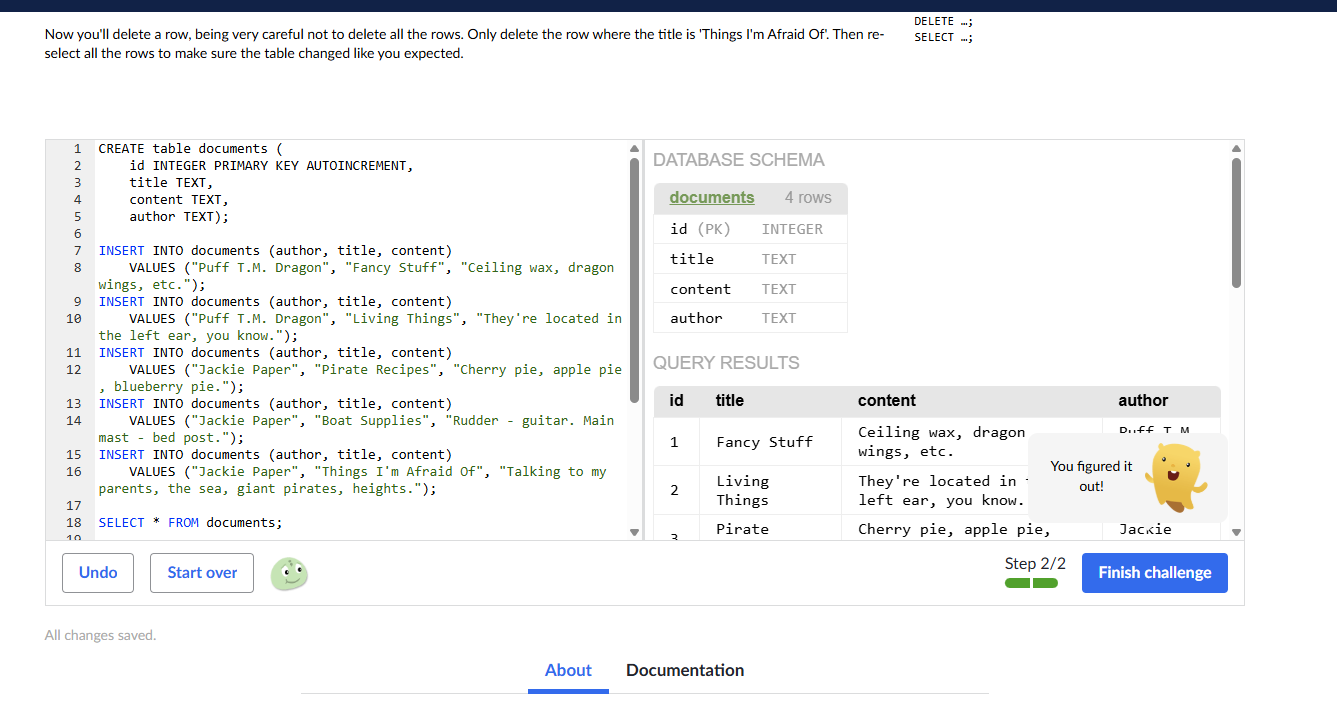 Now you'll delete a row, being very careful not to delete all the rows. Only delete the row where the title is 'Things I'm Afraid Of'. Then re-
select all the rows to make sure the table changed like you expected.
DELETE …;
SELECT …;
1 CREATE table documents (
2 id INTEGER PRIMARY KEY AUTOINCREMENT,
3 title TEXT,
4 content TEXT,
5 author TEXT);
6
7 INSERT INTO documents (author, title, content)
8 VALUES ("Puff T.M. Dragon", "Fancy Stuff", "Ceiling wax, dragon
wings, etc.");
9 INSERT INTO documents (author, title, content)
10 VALUES ("Puff T.M. Dragon", "Living Things", "They're located in
the left ear, you know.");
11 INSERT INTO documents (author, title, content)
12 VALUES ("Jackie Paper", "Pirate Recipes", "Cherry pie, apple pie
, blueberry pie.");
13 INSERT INTO documents (author, title, content)
14 VALUES ("Jackie Paper", "Boat Supplies", "Rudder - guitar. Main
mast - bed post.");
15 INSERT INTO documents (author, title, content)
16 VALUES ("Jackie Paper", "Things I'm Afraid Of", "Talking to my
parents, the sea, giant pirates, heights.");
17
18 SELECT * FROM documents;
19
DATABASE SCHEMA
documents 4 rows
id (PK) INTEGER
title TEXT
content TEXT
author TEXT
QUERY RESULTS
id title content author
1 Fancy Stuff Ceiling wax, dragon Puff T.M.
wings, etc.
2 Living Things They're located in
left ear, you know.
3 Pirate Cherry pie, apple pie, Jackie
You figured it
out!
Undo
Start over
Step 2/2
Finish challenge
All changes saved.
About
Documentation